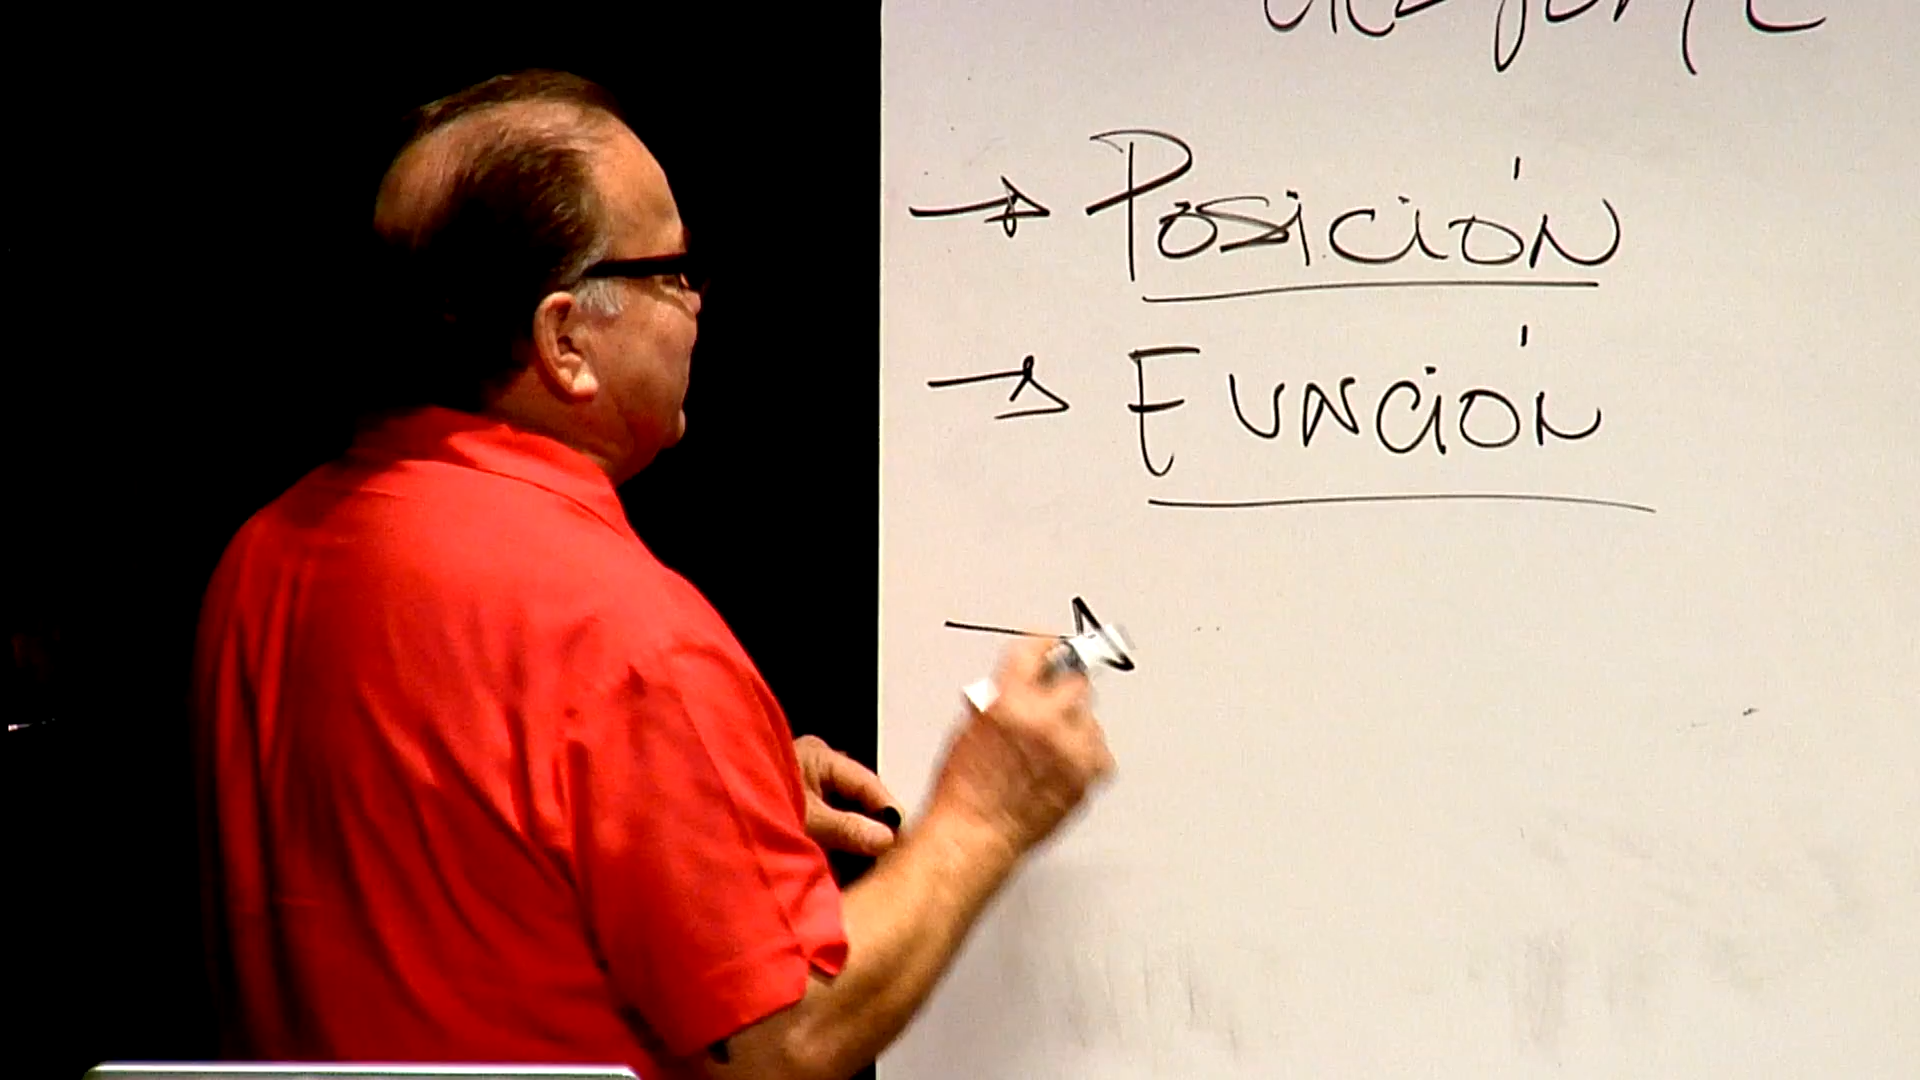 → Posición
→ Función
→